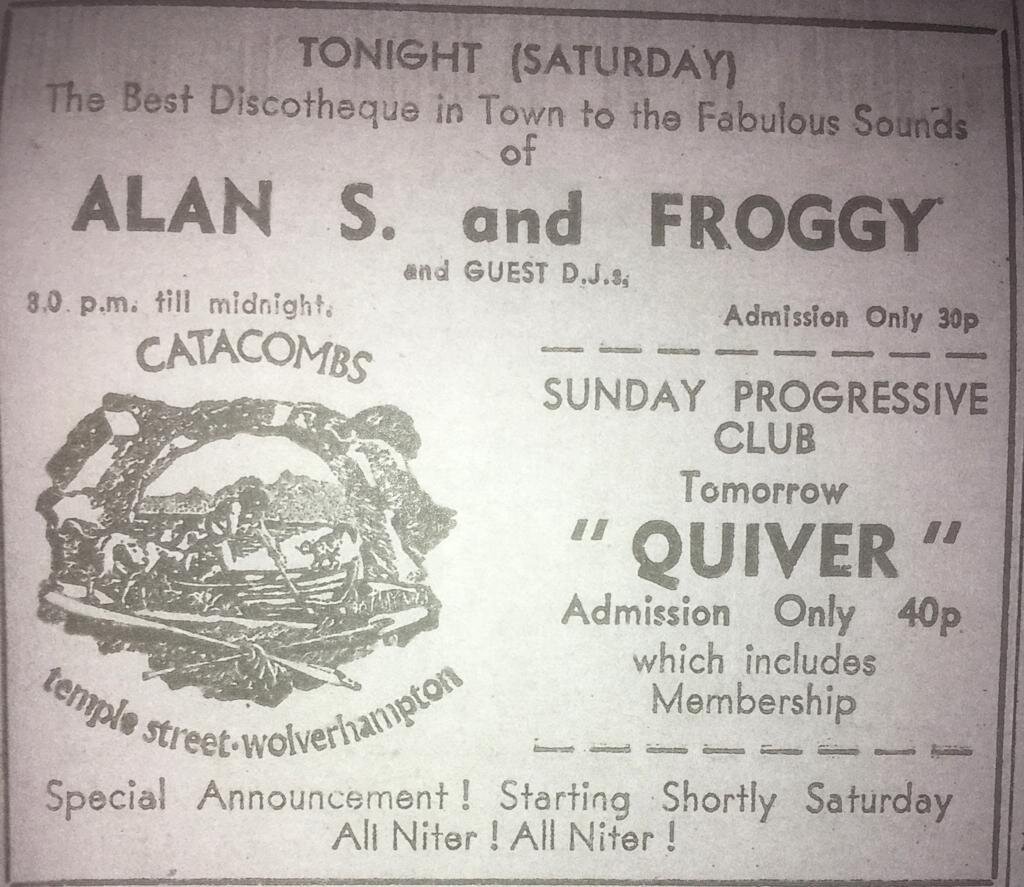 TONIGHT (SATURDAY)
The Best Discotheque in Town to the Fabulous Sounds
of
ALAN S. and FROGGY
and GUEST D.J.s,
8.0. p.m. till midnight.
Admission Only 30p
CATACOMBS
temple street·wolverhampton
SUNDAY PROGRESSIVE
CLUB
Tomorrow
" QUIVER "
Admission Only 40p
which includes
Membership
Special Announcement! Starting Shortly Saturday
All Niter! All Niter!